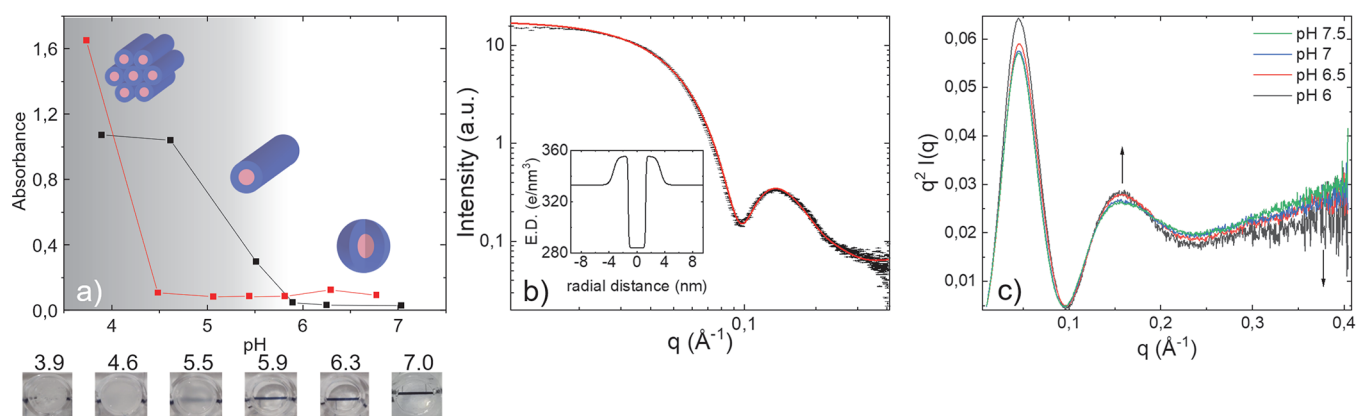 1,6
1,2
0,8
0,4
0,0
Absorbance
a)
4 5 6 7
pH
3.9 4.6 5.5 5.9 6.3 7.0
10
1
0,1
Intensity (a.u.)
360
320
280
E.D. (e/nm³)
-8 -4 0 4 8
radial distance (nm)
b)
0,1
q (Å⁻¹)
0,06
0,05
0,04
0,03
0,02
0,01
q² I(q)
pH 7.5
pH 7
pH 6.5
pH 6
c)
0,1 0,2 0,3 0,4
q (Å⁻¹)